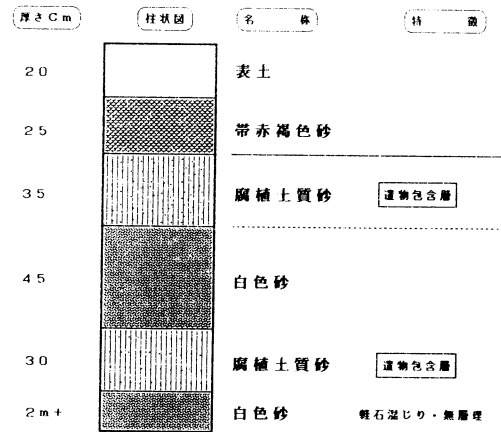 厚さCm 柱状図 名称 特徴
20 表土
25 帯赤褐色砂
35 腐植土質砂 遺物包含層
45 白色砂
30 腐植土質砂 遺物包含層
2m+ 白色砂 軽石混じり・無層理